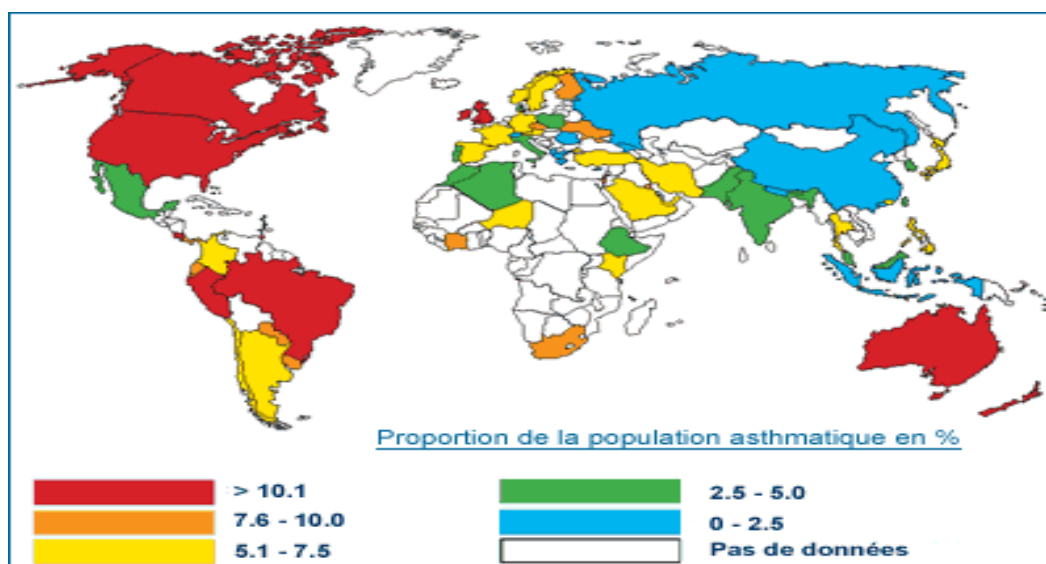 Proportion de la population asthmatique en %
> 10.1
7.6 - 10.0
5.1 - 7.5
2.5 - 5.0
0 - 2.5
Pas de données